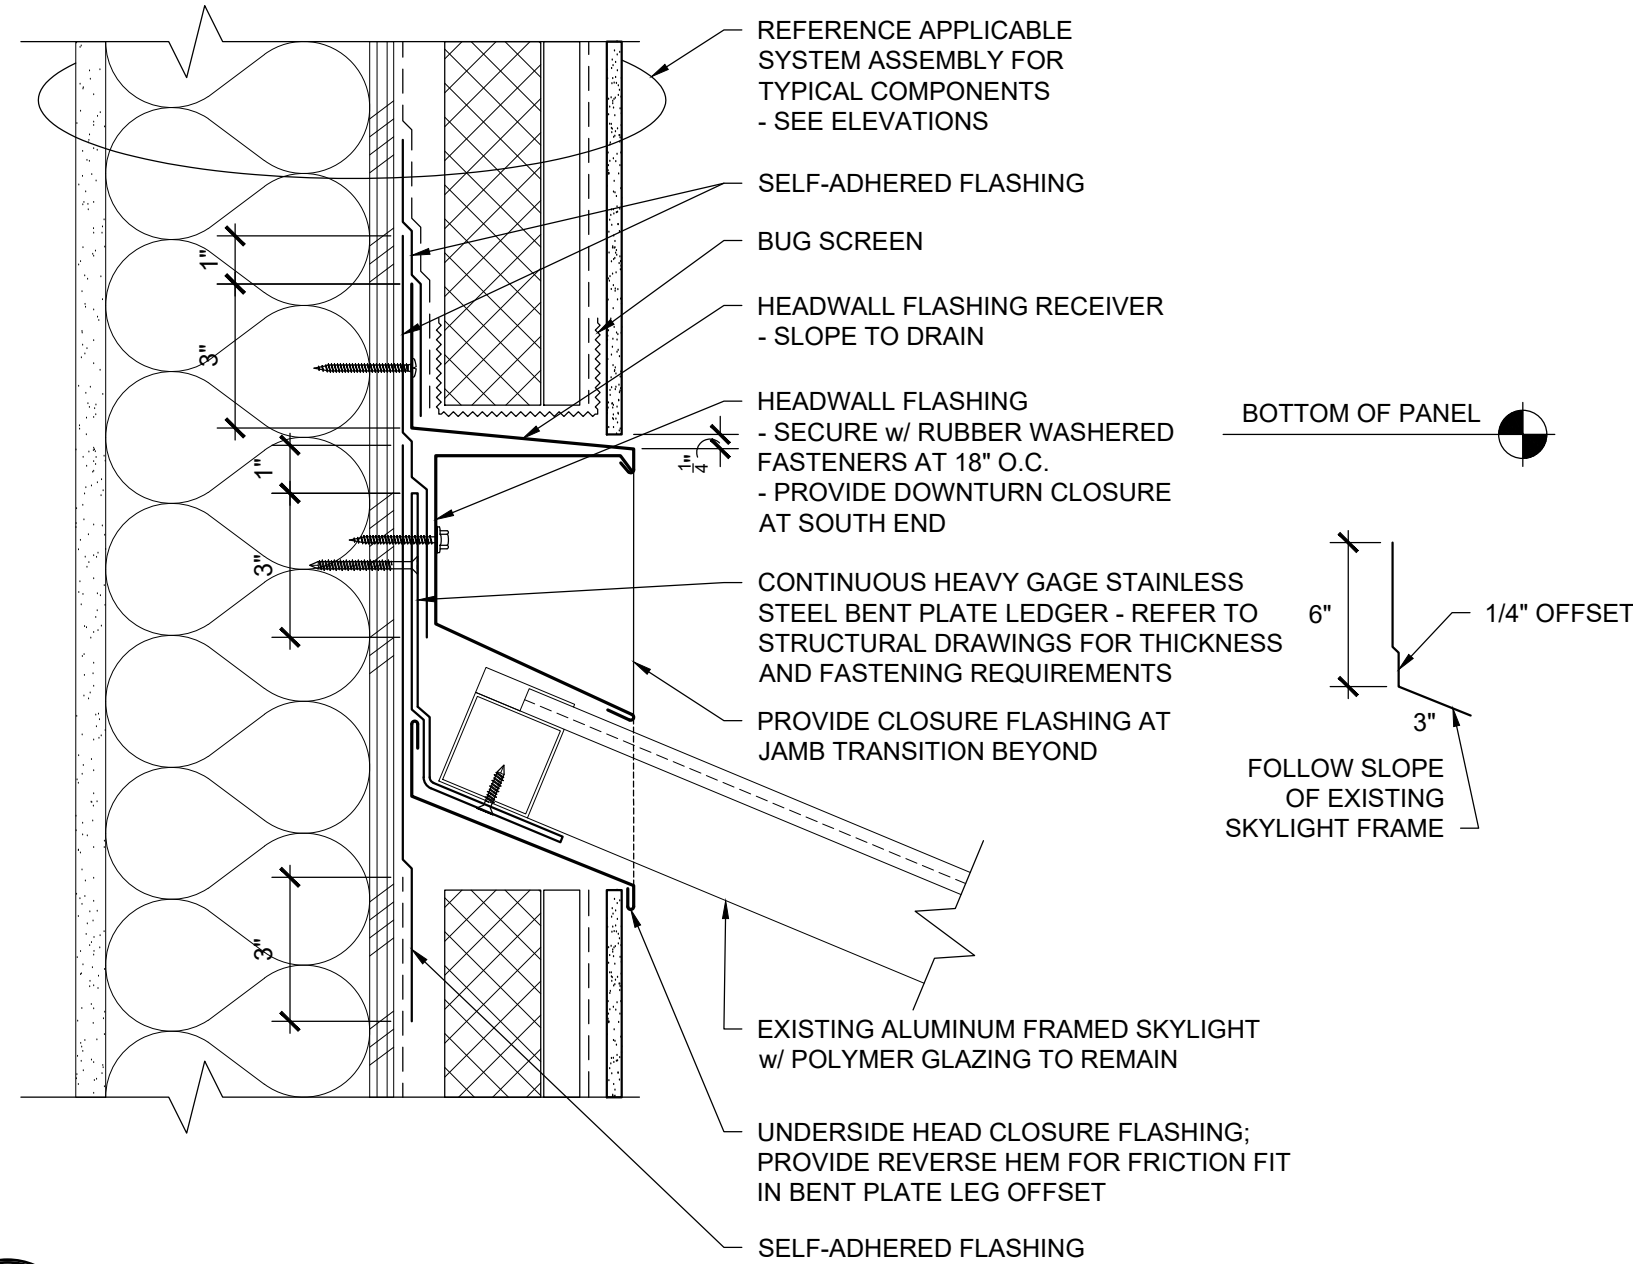 REFERENCE APPLICABLE
SYSTEM ASSEMBLY FOR
TYPICAL COMPONENTS
- SEE ELEVATIONS
SELF-ADHERED FLASHING
BUG SCREEN
HEADWALL FLASHING RECEIVER
- SLOPE TO DRAIN
HEADWALL FLASHING
- SECURE w/ RUBBER WASHERED
FASTENERS AT 18" O.C.
- PROVIDE DOWNTURN CLOSURE
AT SOUTH END
CONTINUOUS HEAVY GAGE STAINLESS
STEEL BENT PLATE LEDGER - REFER TO
STRUCTURAL DRAWINGS FOR THICKNESS
AND FASTENING REQUIREMENTS
PROVIDE CLOSURE FLASHING AT
JAMB TRANSITION BEYOND
EXISTING ALUMINUM FRAMED SKYLIGHT
w/ POLYMER GLAZING TO REMAIN
UNDERSIDE HEAD CLOSURE FLASHING;
PROVIDE REVERSE HEM FOR FRICTION FIT
IN BENT PLATE LEG OFFSET
SELF-ADHERED FLASHING
1"
3"
1"
3"
3"
1/4"
BOTTOM OF PANEL
6"
1/4" OFFSET
3"
FOLLOW SLOPE
OF EXISTING
SKYLIGHT FRAME